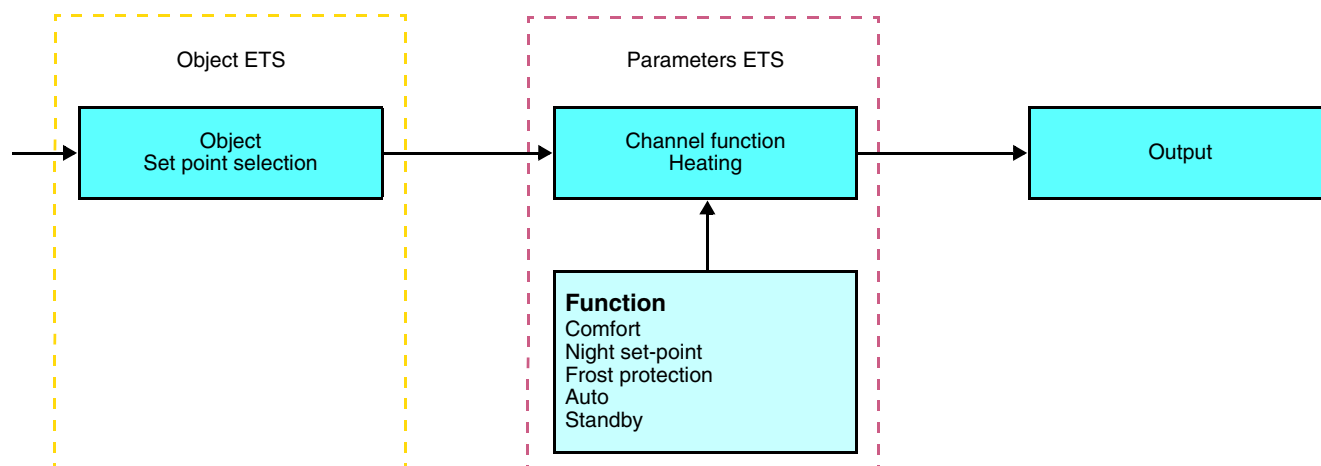 Object ETS
Parameters ETS
Object
Set point selection
Channel function
Heating
Output
Function
Comfort
Night set-point
Frost protection
Auto
Standby